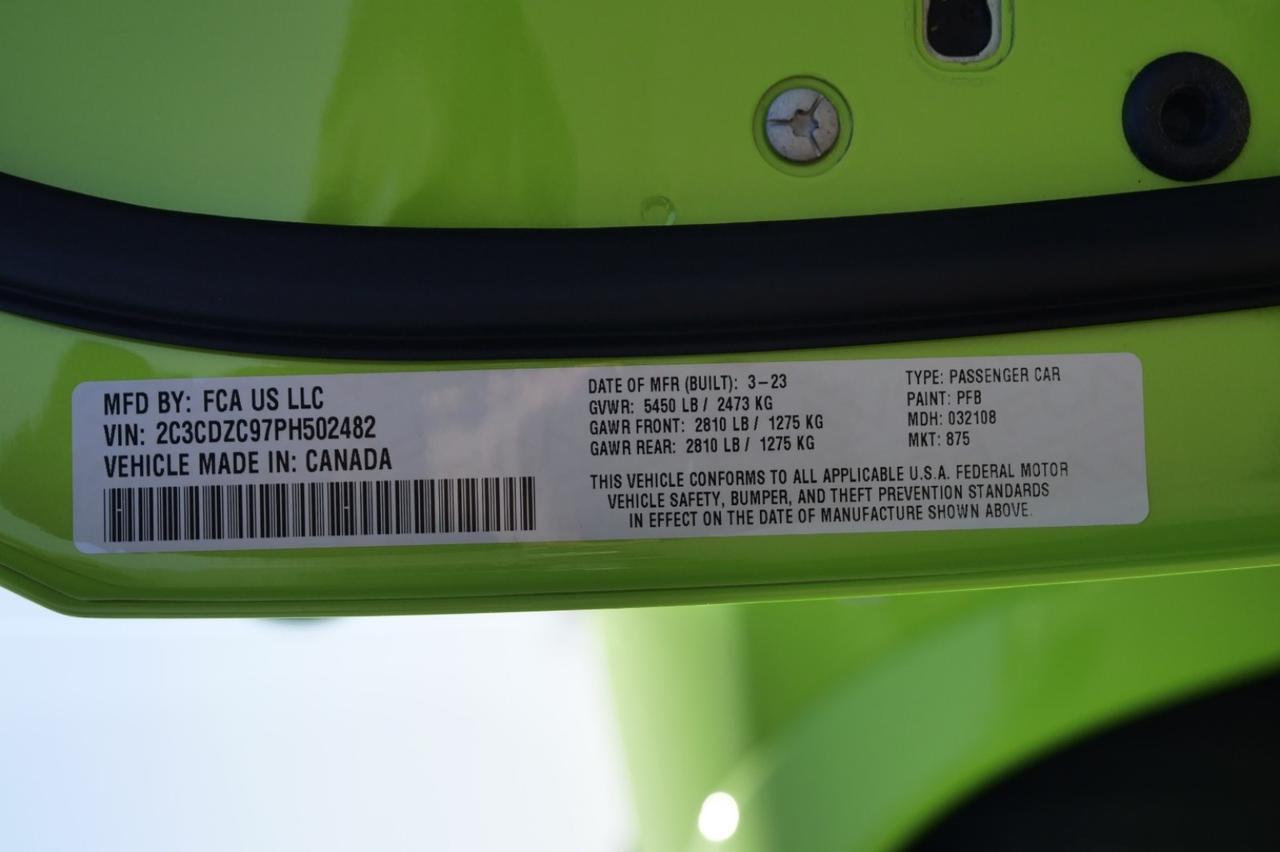 MFD BY: FCA US LLC
VIN: 2C3CDZC97PH502482
VEHICLE MADE IN: CANADA
DATE OF MFR (BUILT): 3-23
GVWR: 5450 LB / 2473 KG
GAWR FRONT: 2810 LB / 1275 KG
GAWR REAR: 2810 LB / 1275 KG
TYPE: PASSENGER CAR
PAINT: PFB
MDH: 032108
MKT: 875
THIS VEHICLE CONFORMS TO ALL APPLICABLE U.S.A. FEDERAL MOTOR
VEHICLE SAFETY, BUMPER, AND THEFT PREVENTION STANDARDS
IN EFFECT ON THE DATE OF MANUFACTURE SHOWN ABOVE.